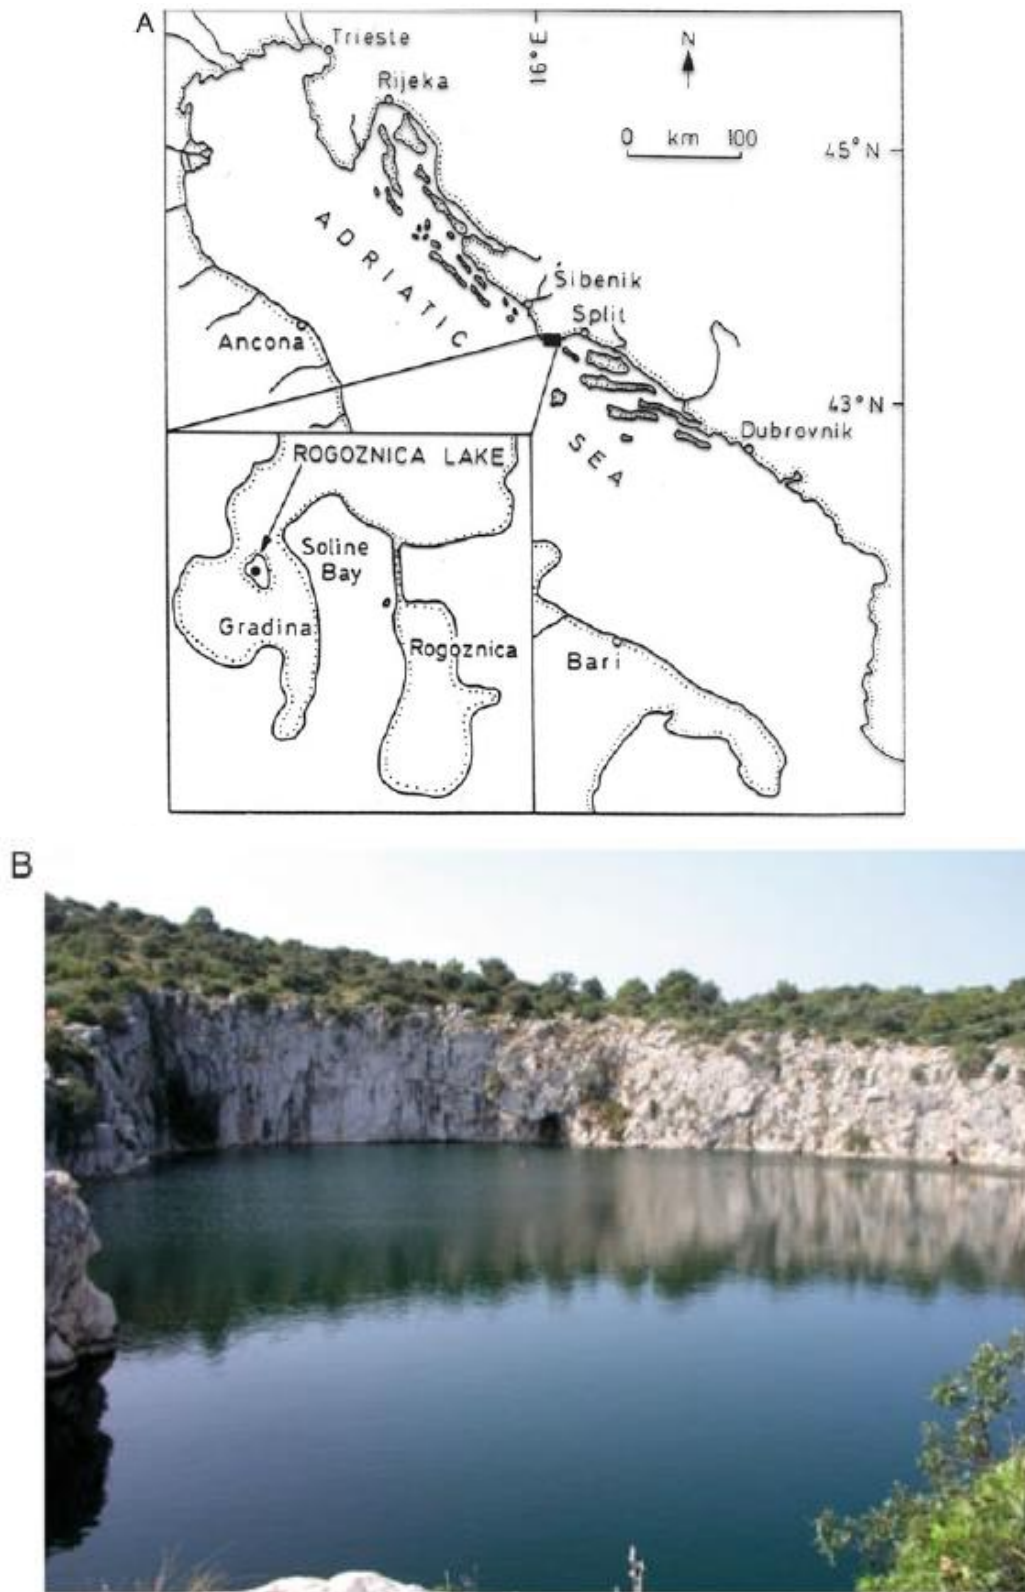 A
Trieste
Rijeka
16°E
N
0 km 100
45°N
ADRIATIC
Šibenik
Split
Ancona
43°N
Dubrovnik
SEA
ROGOZNICA LAKE
Soline
Bay
Gradina
Rogoznica
Bari
B